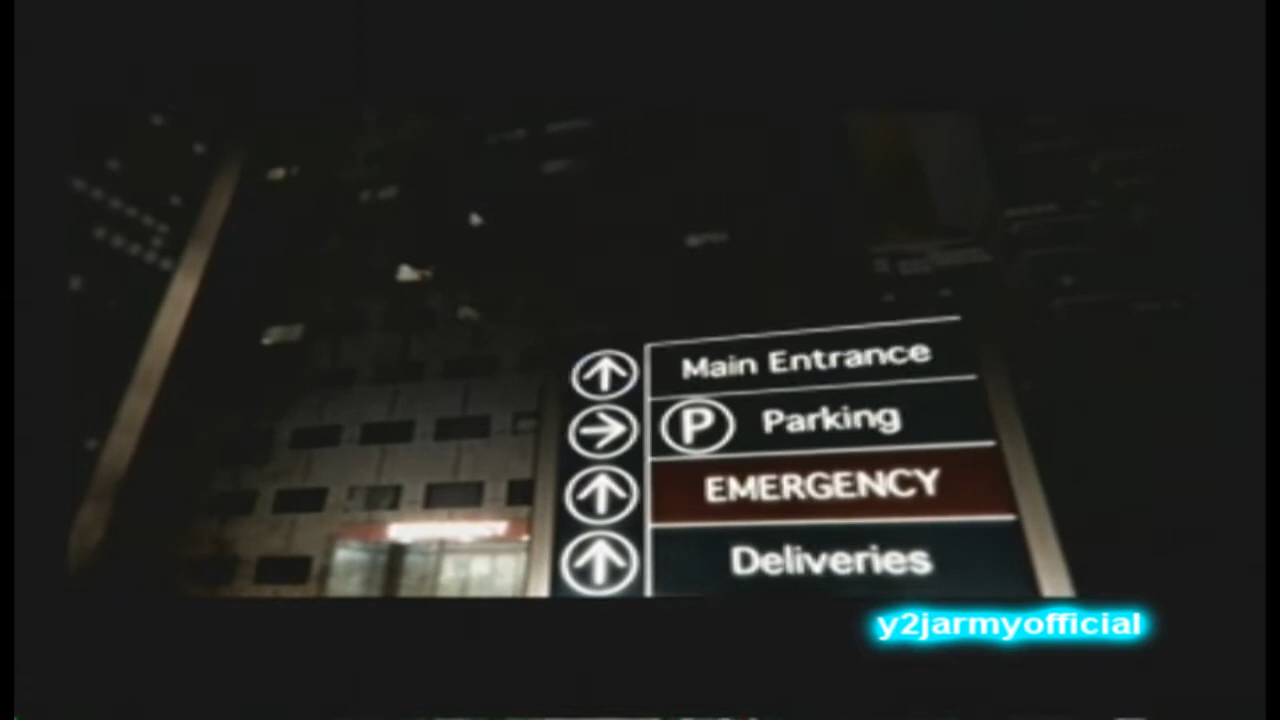 Main Entrance
P Parking
EMERGENCY
Deliveries
y2jarmyofficial